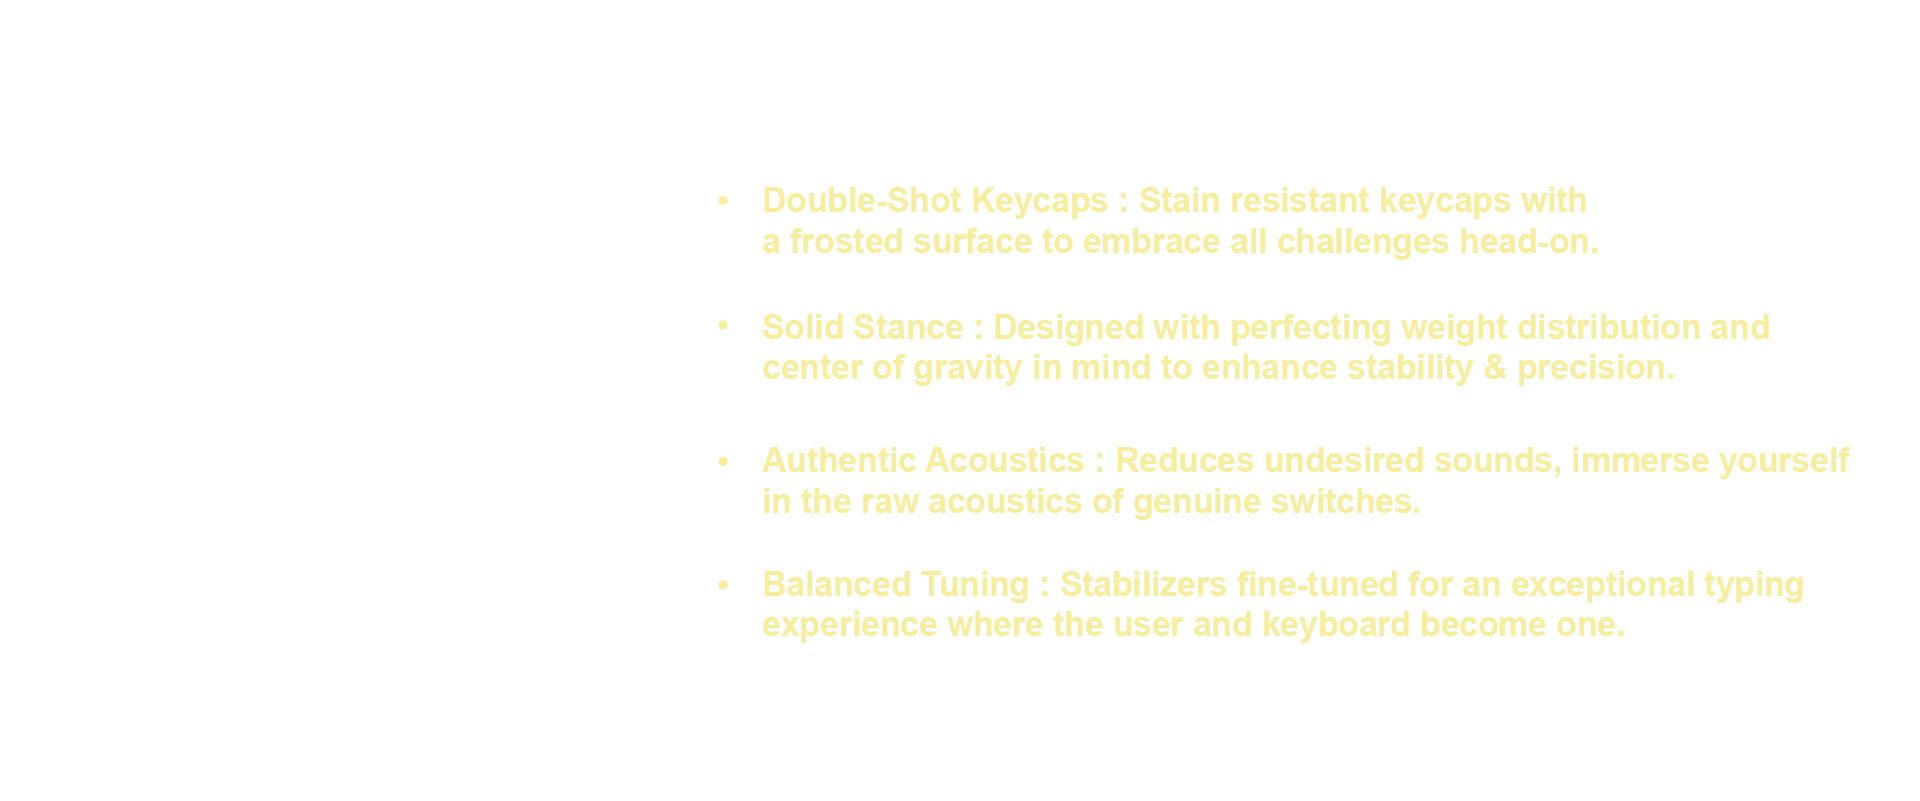 • Double-Shot Keycaps : Stain resistant keycaps with
a frosted surface to embrace all challenges head-on.
• Solid Stance : Designed with perfecting weight distribution and
center of gravity in mind to enhance stability & precision.
• Authentic Acoustics : Reduces undesired sounds, immerse yourself
in the raw acoustics of genuine switches.
• Balanced Tuning : Stabilizers fine-tuned for an exceptional typing
experience where the user and keyboard become one.